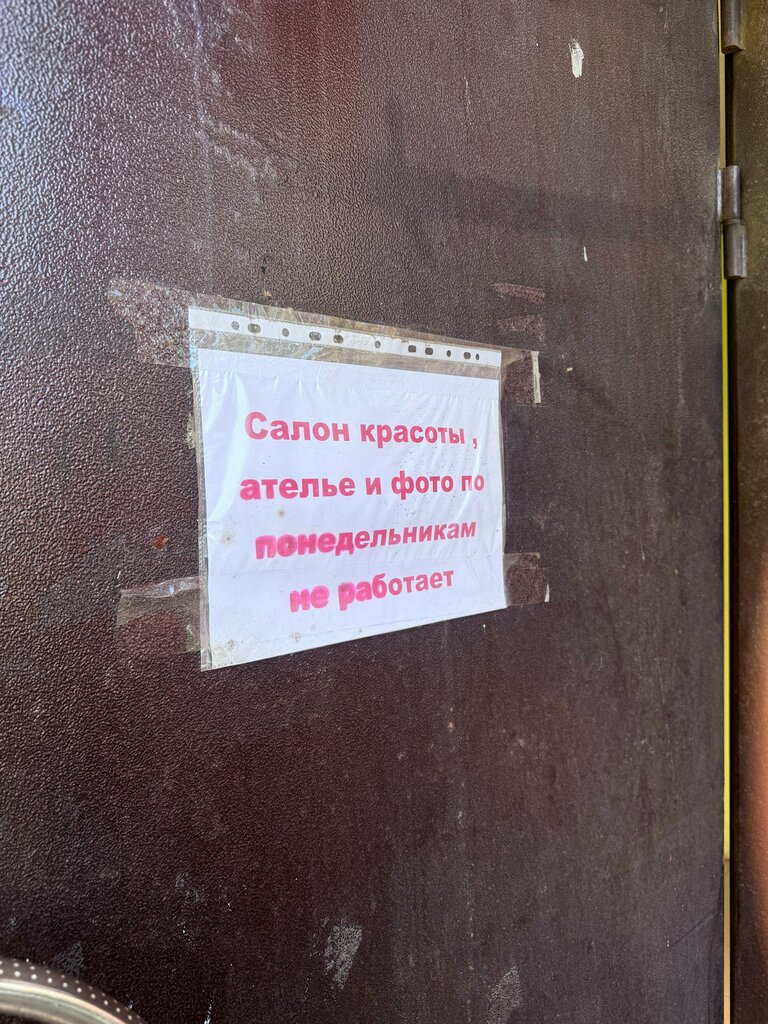 Салон красоты ,
ателье и фото по
понедельникам
не работает